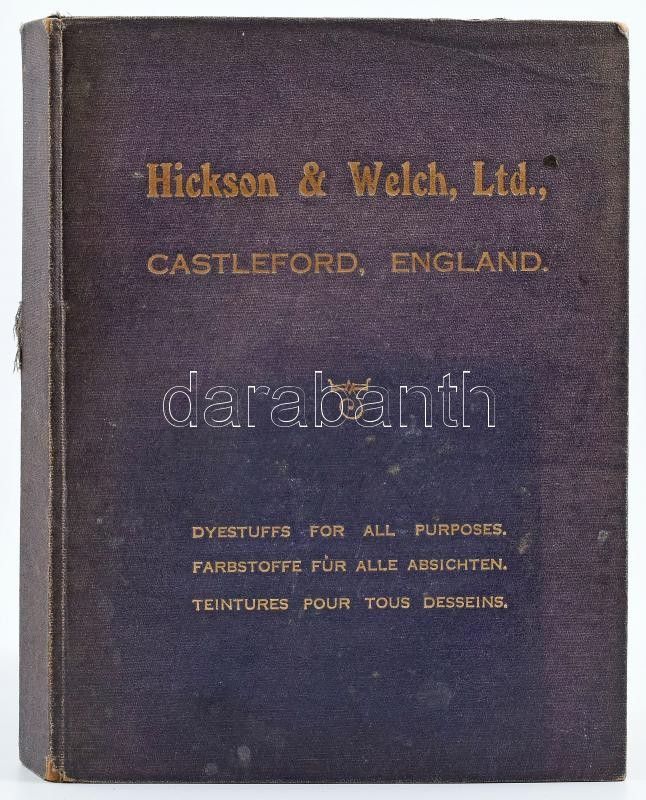 Hickson & Welch, Ltd.,
CASTLEFORD, ENGLAND.
darabanth
DYESTUFFS FOR ALL PURPOSES.
FARBSTOFFE FÜR ALLE ABSICHTEN.
TEINTURES POUR TOUS DESSEINS.